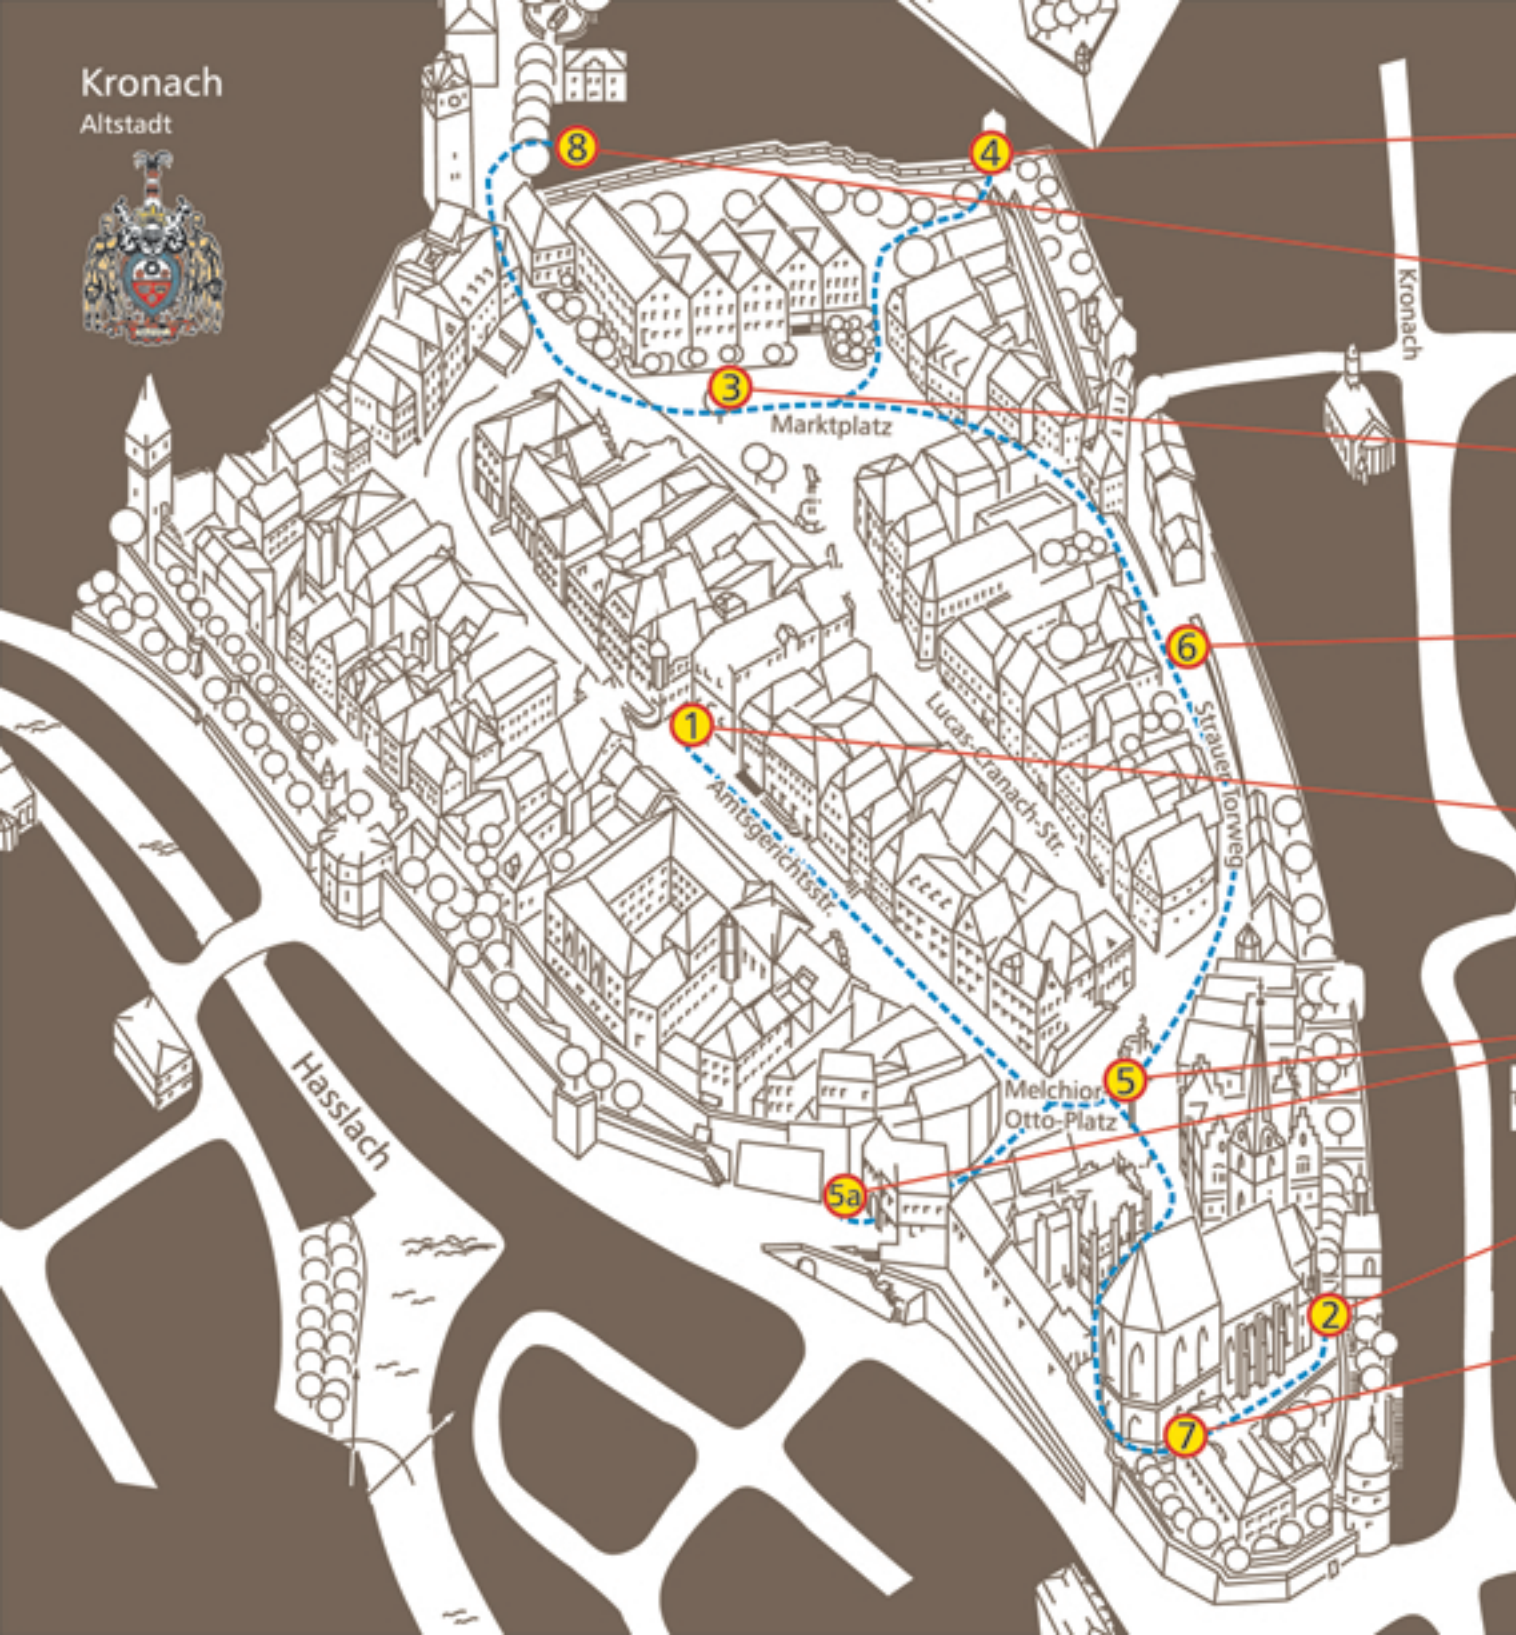 Kronach
Altstadt
8
4
Kronach
3
Marktplatz
6
1
Strauer Torweg
Lucas-Cranach-Str.
Amtsgerichtsstr.
Hasslach
5
Melchior-
Otto-Platz
5a
2
7